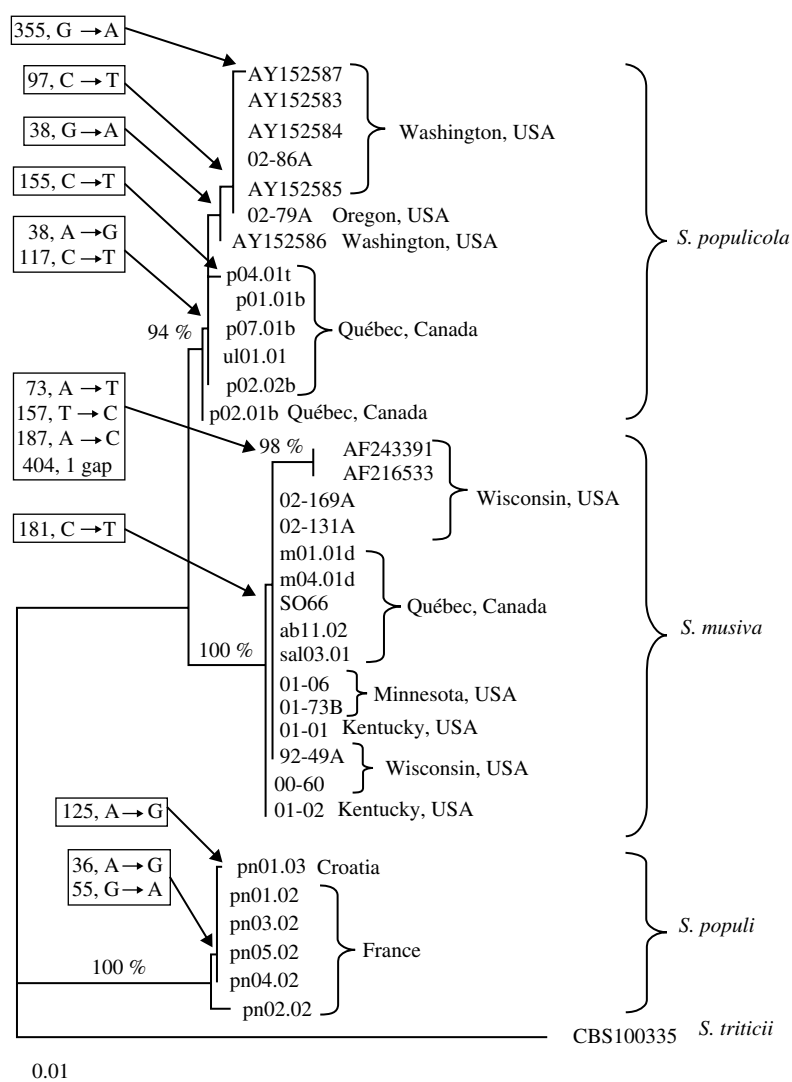 355, G → A
AY152587
97, C → T
AY152583
AY152584
Washington, USA
38, G → A
02-86A
155, C → T
AY152585
02-79A Oregon, USA
38, A → G
117, C → T
AY152586 Washington, USA
S. populicola
p04.01t
p01.01b
94 %
p07.01b
Québec, Canada
ul01.01
p02.02b
73, A → T
157, T → C
187, A → C
404, 1 gap
p02.01b Québec, Canada
98 %
AF243391
AF216533
Wisconsin, USA
02-169A
02-131A
181, C → T
m01.01d
m04.01d
SO66
Québec, Canada
ab11.02
S. musiva
100 %
sal03.01
01-06
Minnesota, USA
01-73B
01-01 Kentucky, USA
92-49A
Wisconsin, USA
00-60
01-02 Kentucky, USA
125, A → G
36, A → G
55, G → A
pn01.03 Croatia
pn01.02
pn03.02
S. populi
pn05.02
France
100 %
pn04.02
pn02.02
CBS100335 S. triticii
0.01